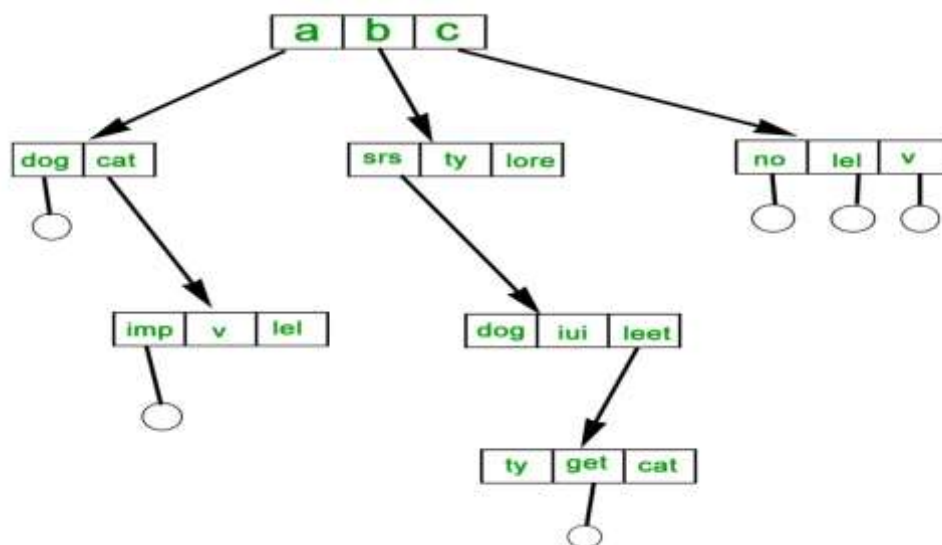 a b c
dog cat
srs ty lore
no lel v
imp v lel
dog iui leet
ty get cat